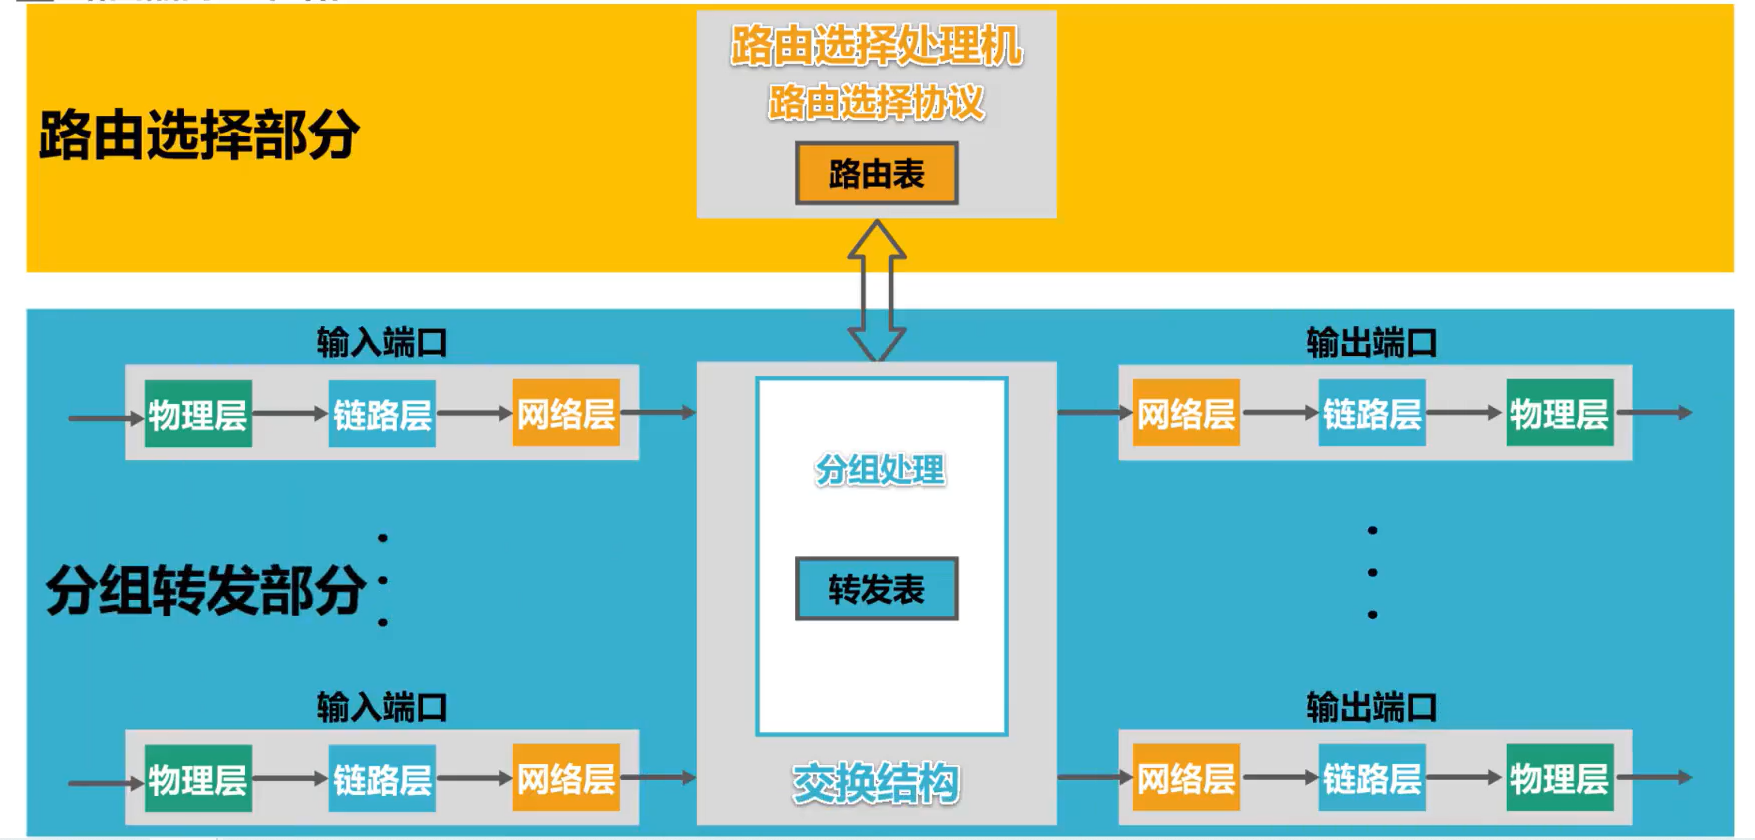 路由选择处理机
路由选择协议
路由选择部分
路由表
输入端口
输出端口
物理层
链路层
网络层
网络层
链路层
物理层
分组处理
分组转发部分
转发表
输入端口
输出端口
物理层
链路层
网络层
交换结构
网络层
链路层
物理层